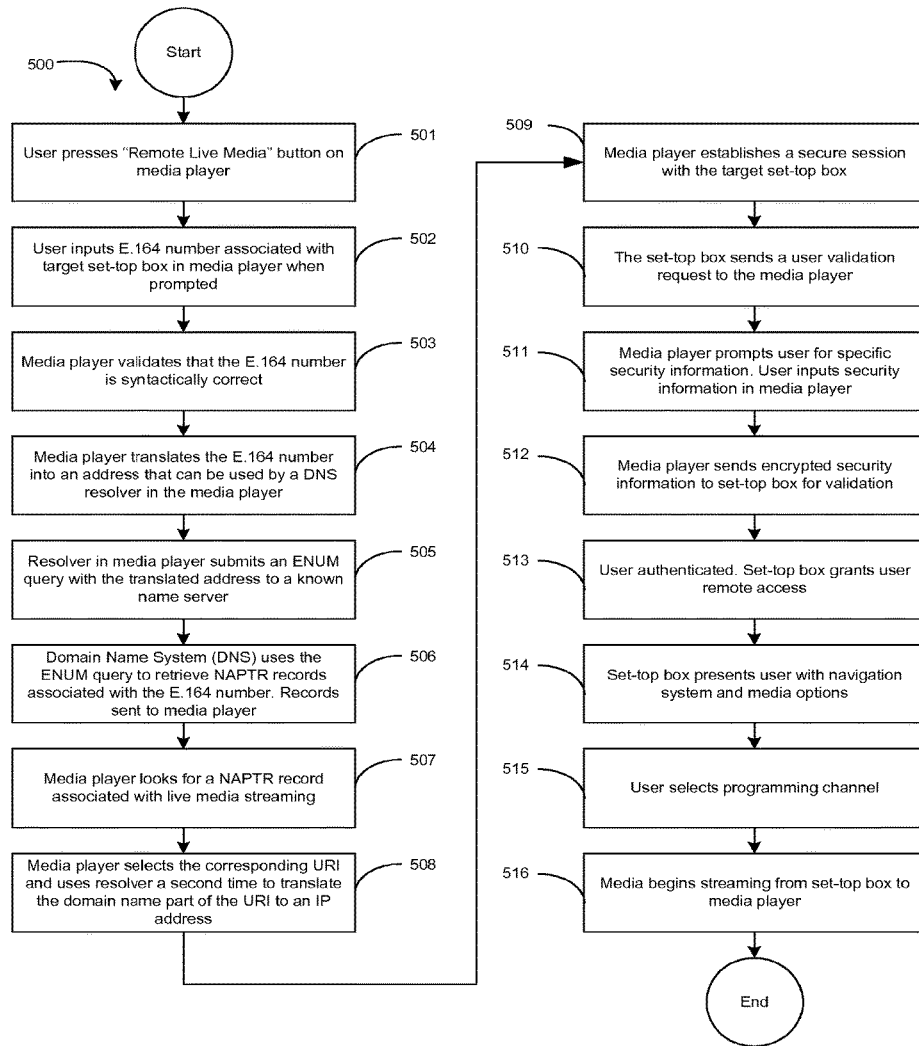 Start
500
User presses “Remote Live Media” button on
media player
501
User inputs E.164 number associated with
target set-top box in media player when
prompted
502
Media player validates that the E.164 number
is syntactically correct
503
Media player translates the E.164 number
into an address that can be used by a DNS
resolver in the media player
504
Resolver in media player submits an ENUM
query with the translated address to a known
name server
505
Domain Name System (DNS) uses the
ENUM query to retrieve NAPTR records
associated with the E.164 number. Records
sent to media player
506
Media player looks for a NAPTR record
associated with live media streaming
507
Media player selects the corresponding URI
and uses resolver a second time to translate
the domain name part of the URI to an IP
address
508
509
Media player establishes a secure session
with the target set-top box
510
The set-top box sends a user validation
request to the media player
511
Media player prompts user for specific
security information. User inputs security
information in media player
512
Media player sends encrypted security
information to set-top box for validation
513
User authenticated. Set-top box grants user
remote access
514
Set-top box presents user with navigation
system and media options
515
User selects programming channel
516
Media begins streaming from set-top box to
media player
End